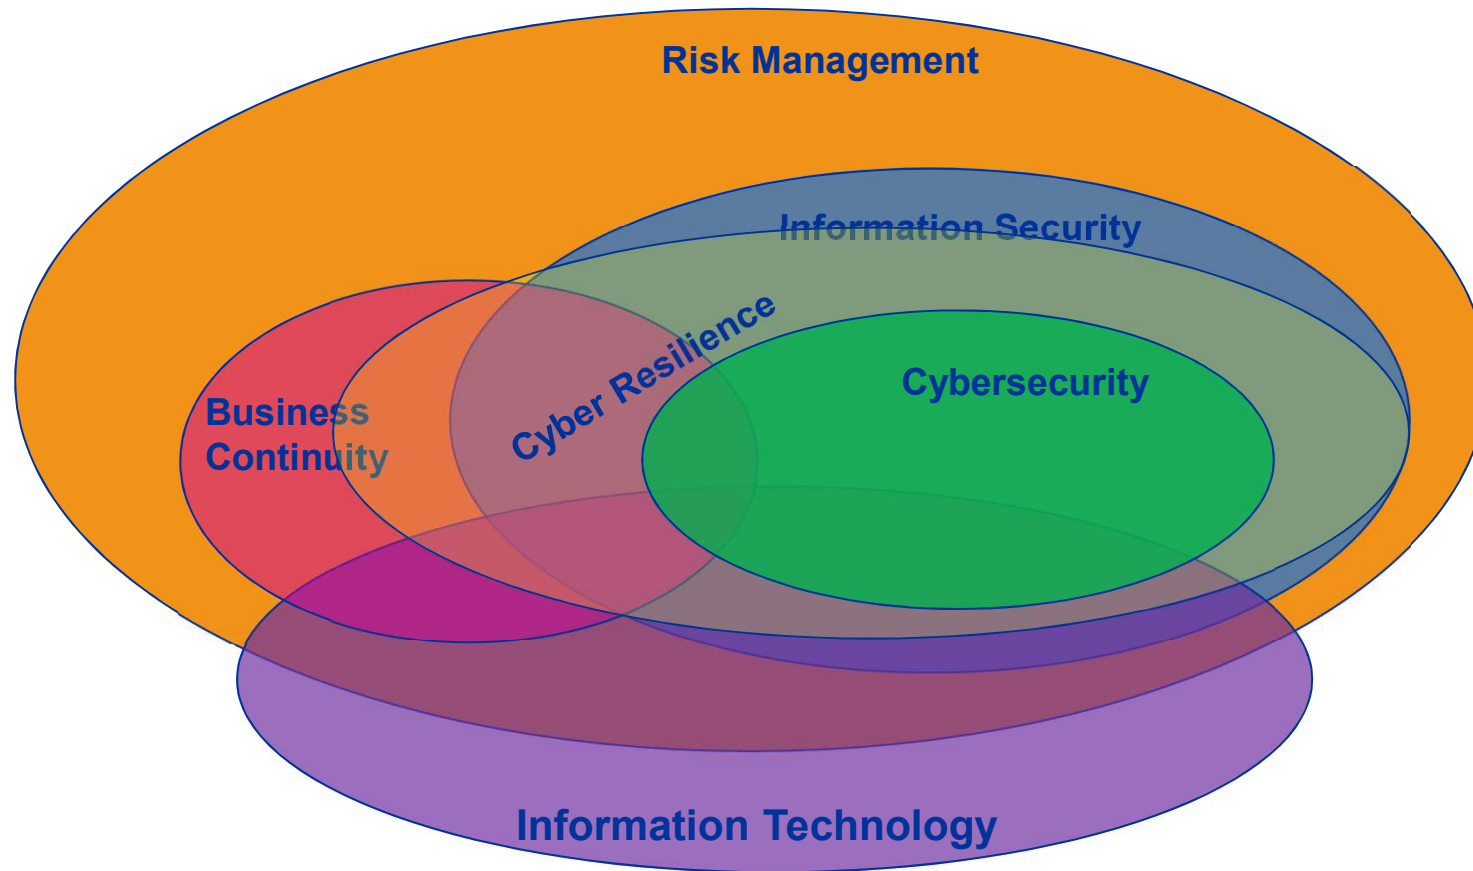 Risk Management
Information Security
Cyber Resilience
Cybersecurity
Business
Continuity
Information Technology